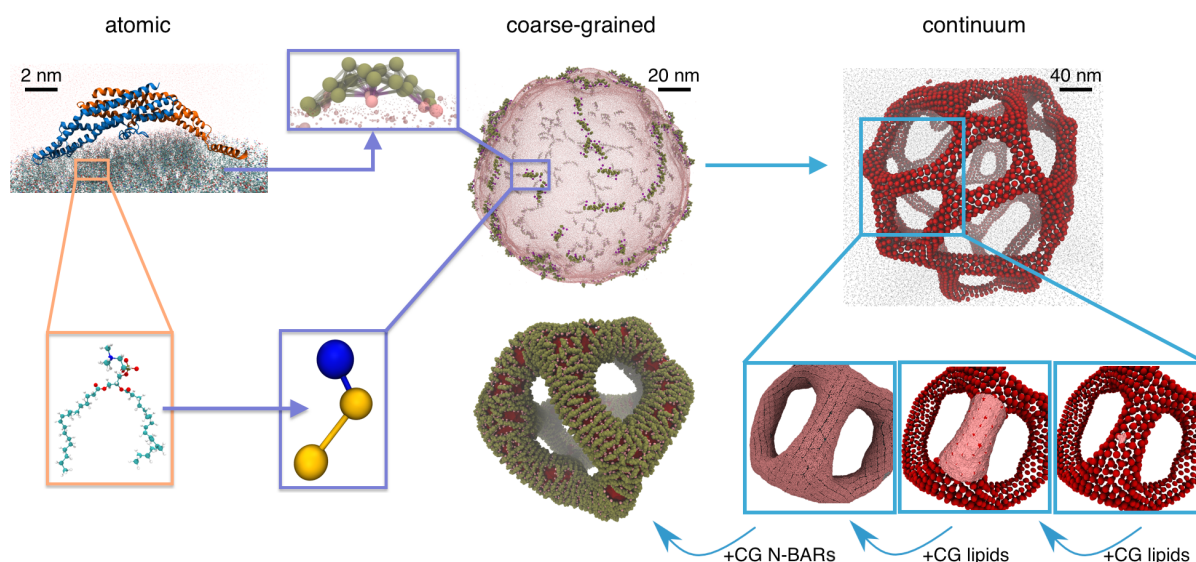 atomic
coarse-grained
continuum
2 nm
20 nm
40 nm
+CG N-BARs
+CG lipids
+CG lipids